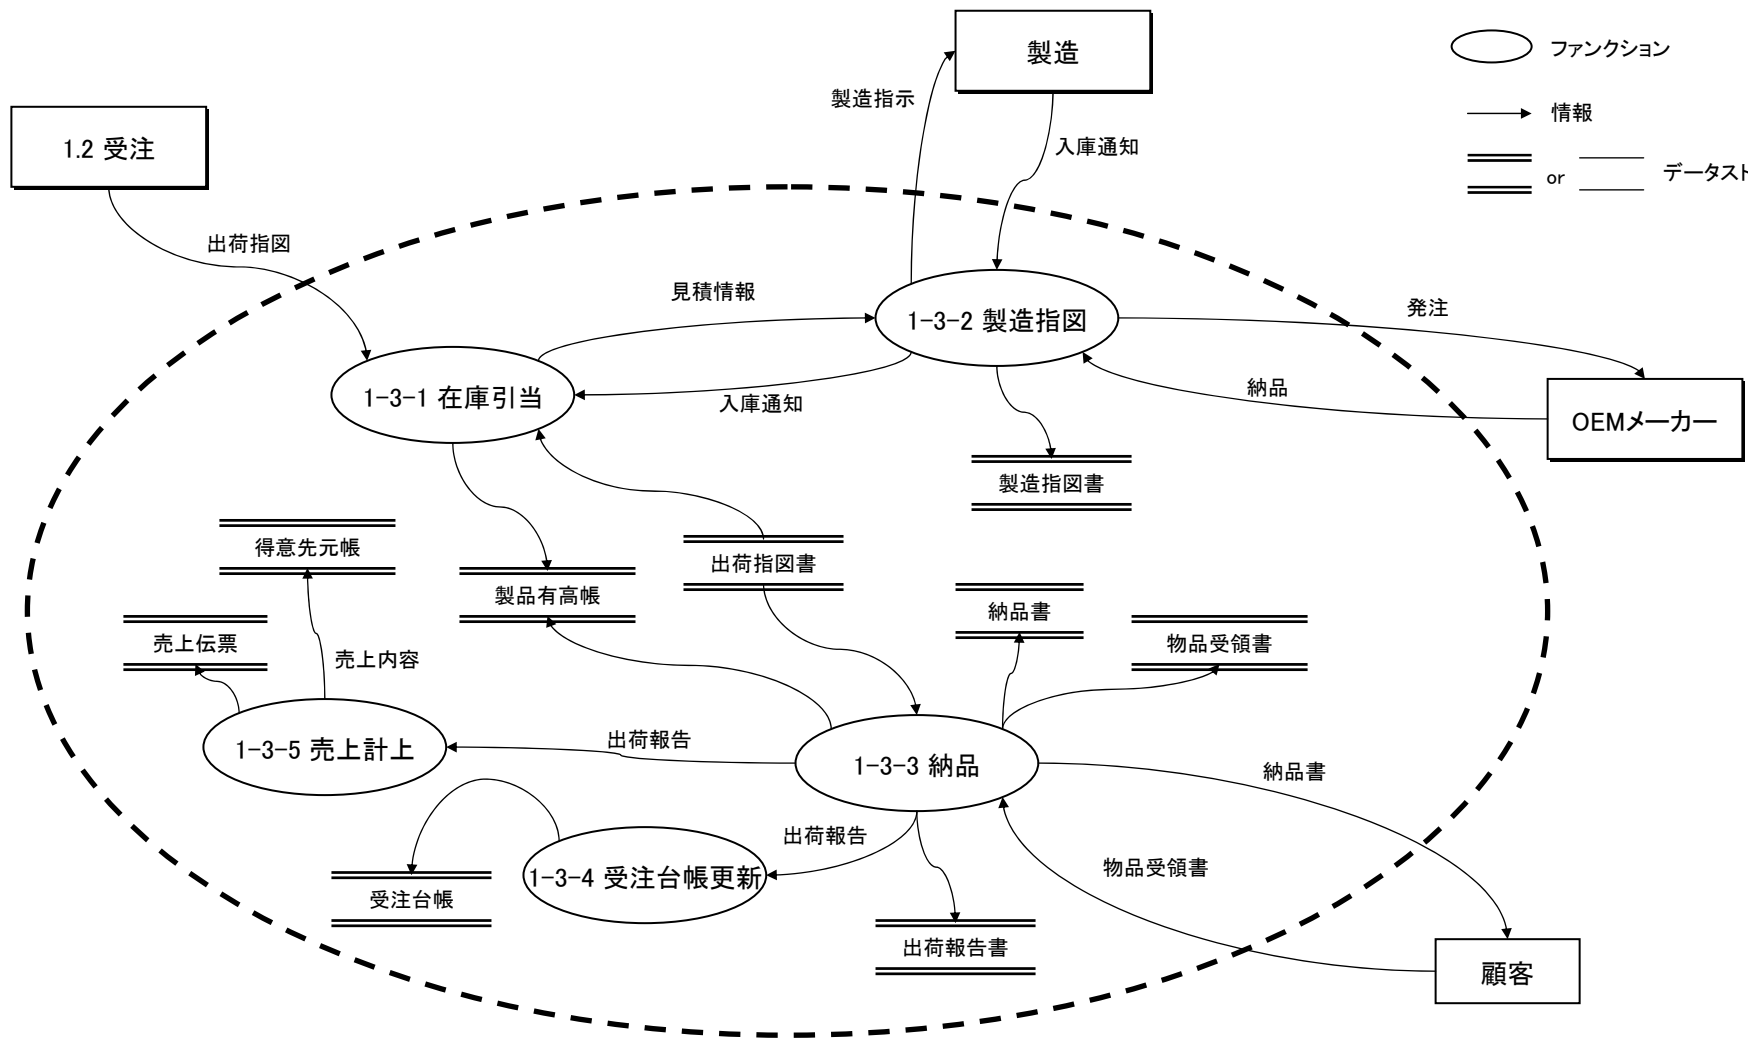 製造
ファンクション
製造指示
情報
1.2 受注
入庫通知
or
データスト
出荷指図
見積情報
発注
1-3-2 製造指図
1-3-1 在庫引当
入庫通知
納品
OEMメーカー
製造指図書
得意先元帳
出荷指図書
製品有高帳
納品書
売上伝票
売上内容
物品受領書
1-3-5 売上計上
出荷報告
1-3-3 納品
納品書
出荷報告
物品受領書
1-3-4 受注台帳更新
受注台帳
出荷報告書
顧客